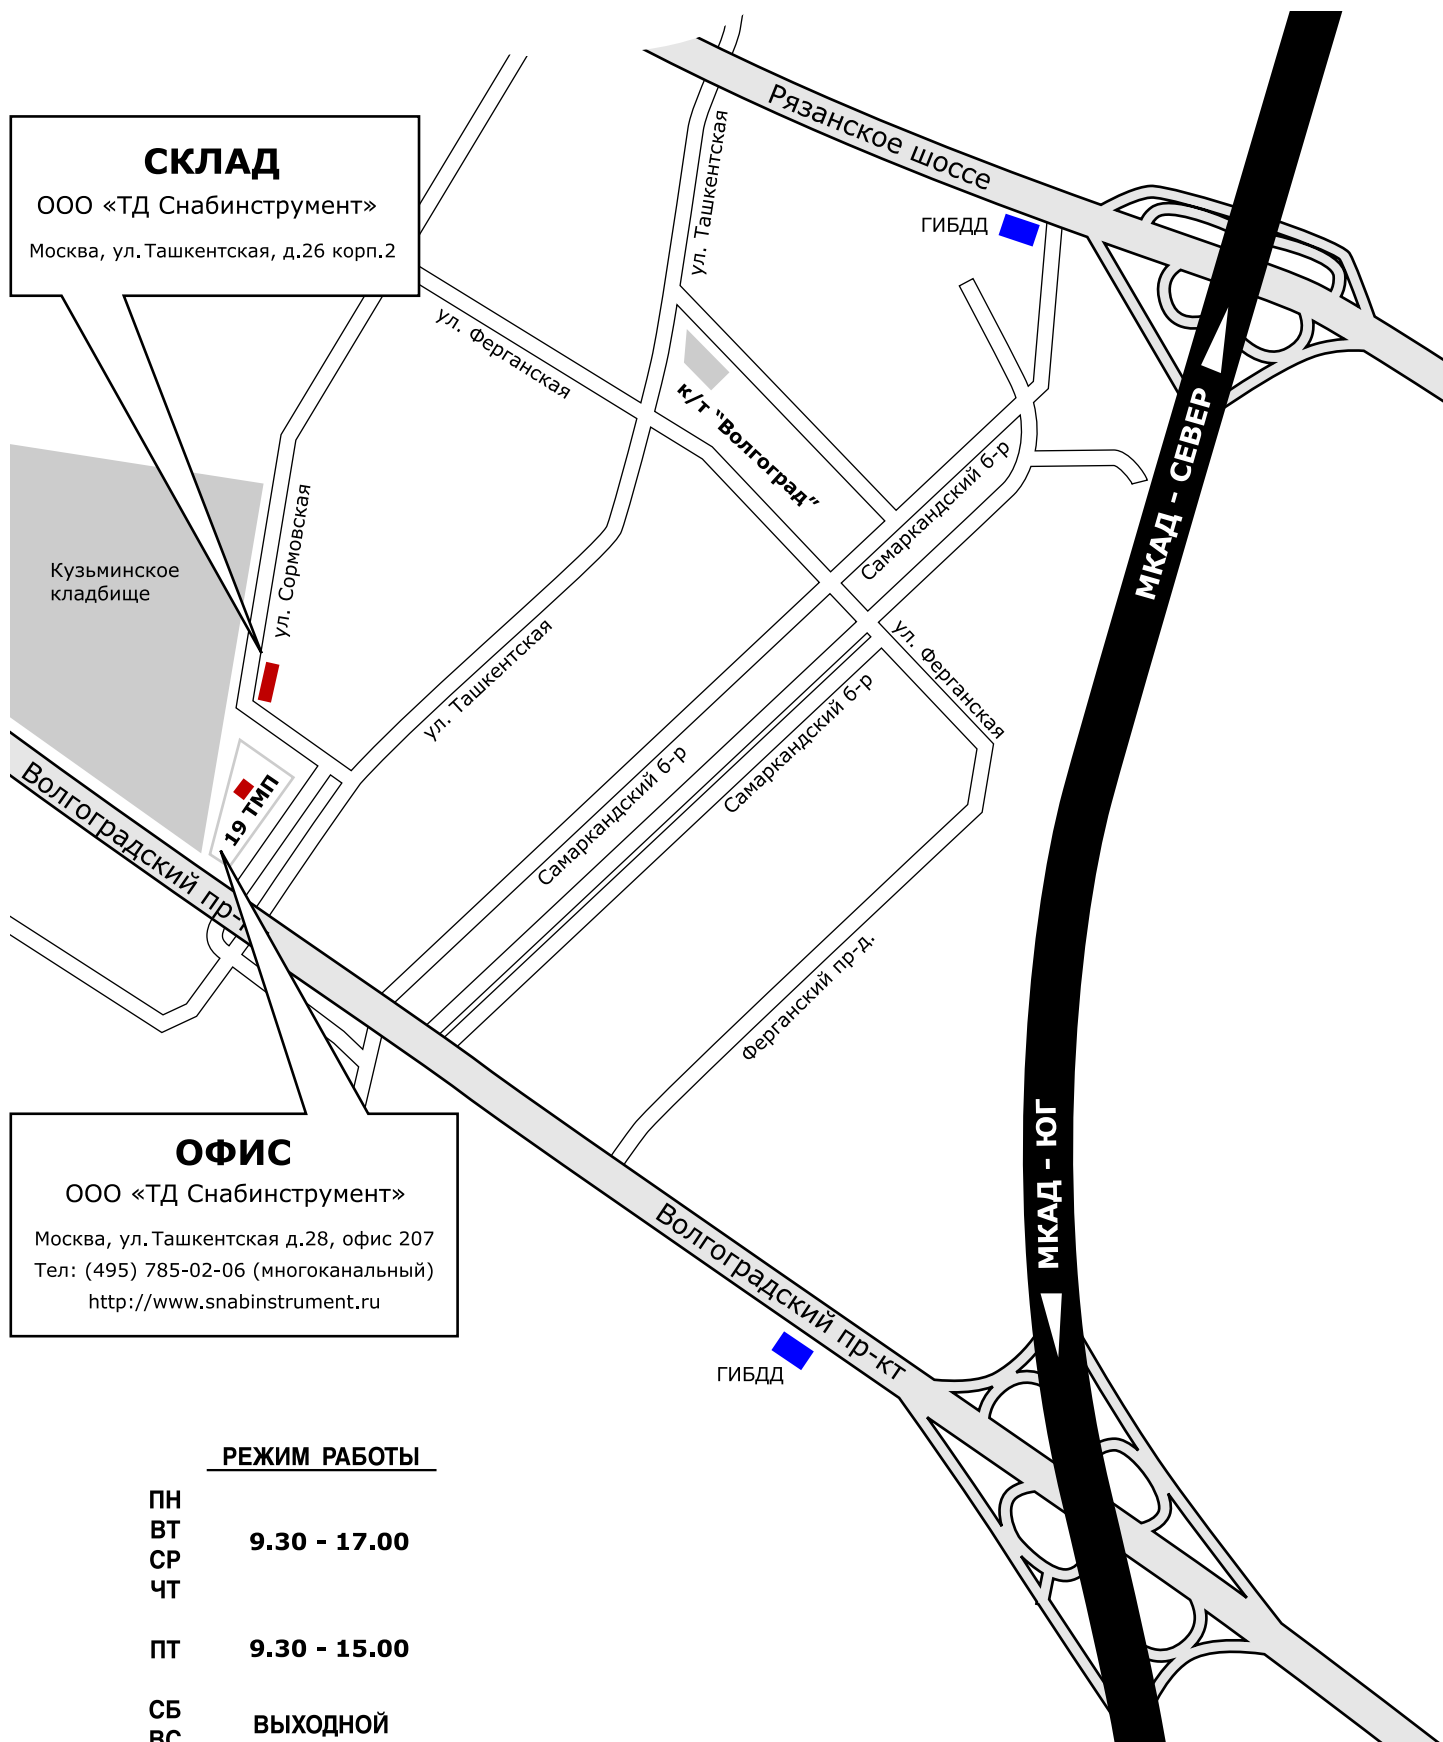 Рязанское шоссе
СКЛАД
ООО «ТД Снабинструмент»
Москва, ул. Ташкентская, д.26 корп.2
ул. Ташкентская
ГИБДД
ул. Ферганская
к/т “Волгоград”
МКАД - СЕВЕР
Самаркандский б-р
ул. Сормовская
Кузьминское
кладбище
ул. Ташкентская
ул. Ферганская
Самаркандский б-р
Самаркандский б-р
19 ТМП
Волгоградский пр-
Ферганский пр-д.
МКАД - ЮГ
ОФИС
ООО «ТД Снабинструмент»
Москва, ул. Ташкентская д.28, офис 207
Тел: (495) 785-02-06 (многоканальный)
http://www.snabinstrument.ru
Волгоградский пр-кт
ГИБДД
РЕЖИМ РАБОТЫ
ПН
ВТ
9.30 - 17.00
СР
ЧТ
ПТ 9.30 - 15.00
СБ
ВЫХОДНОЙ
ВС